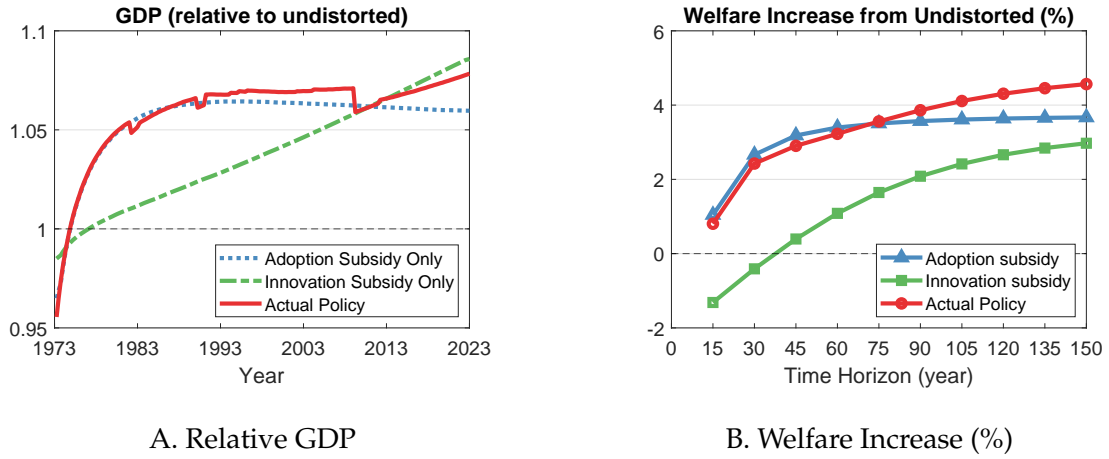 GDP (relative to undistorted)
1.1
1.05
1
0.95
1973
1983
1993
2003
2013
2023
Year
Adoption Subsidy Only
Innovation Subsidy Only
Actual Policy
A. Relative GDP
Welfare Increase from Undistorted (%)
6
4
2
0
-2
0
15
30
45
60
75
90
105
120
135
150
Time Horizon (year)
Adoption subsidy
Innovation subsidy
Actual Policy
B. Welfare Increase (%)